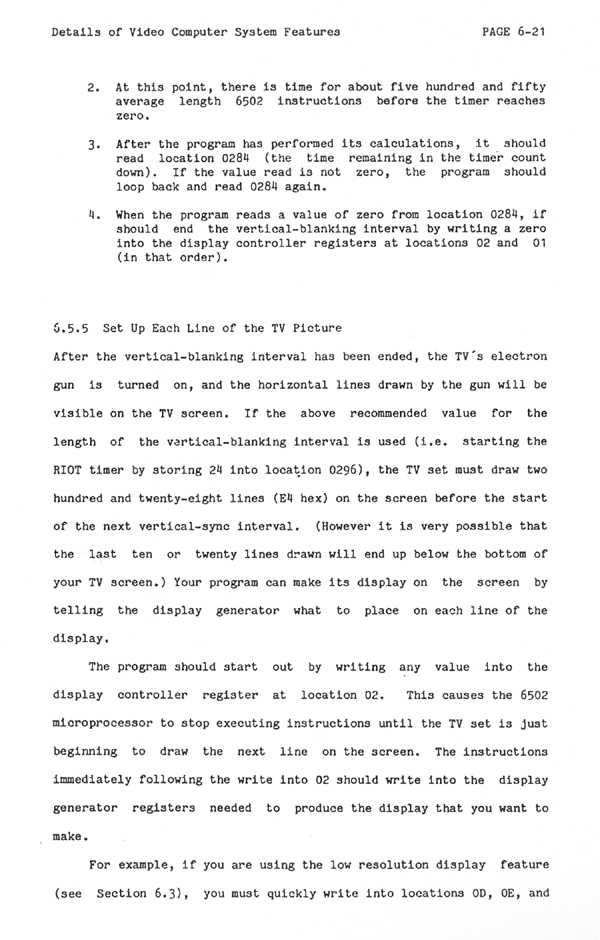 Details of Video Computer System Features PAGE 6-21
2. At this point, there is time for about five hundred and fifty
average length 6502 instructions before the timer reaches
zero.
3. After the program has performed its calculations, it should
read location 0284 (the time remaining in the timer count
down). If the value read is not zero, the program should
loop back and read 0284 again.
4. When the program reads a value of zero from location 0284, if
should end the vertical-blanking interval by writing a zero
into the display controller registers at locations 02 and 01
(in that order).
6.5.5 Set Up Each Line of the TV Picture
After the vertical-blanking interval has been ended, the TV's electron
gun is turned on, and the horizontal lines drawn by the gun will be
visible on the TV screen. If the above recommended value for the
length of the vertical-blanking interval is used (i.e. starting the
RIOT timer by storing 24 into location 0296), the TV set must draw two
hundred and twenty-eight lines (E4 hex) on the screen before the start
of the next vertical-sync interval. (However it is very possible that
the last ten or twenty lines drawn will end up below the bottom of
your TV screen.) Your program can make its display on the screen by
telling the display generator what to place on each line of the
display.
The program should start out by writing any value into the
display controller register at location 02. This causes the 6502
microprocessor to stop executing instructions until the TV set is just
beginning to draw the next line on the screen. The instructions
immediately following the write into 02 should write into the display
generator registers needed to produce the display that you want to
make.
For example, if you are using the low resolution display feature
(see Section 6.3), you must quickly write into locations 0D, 0E, and